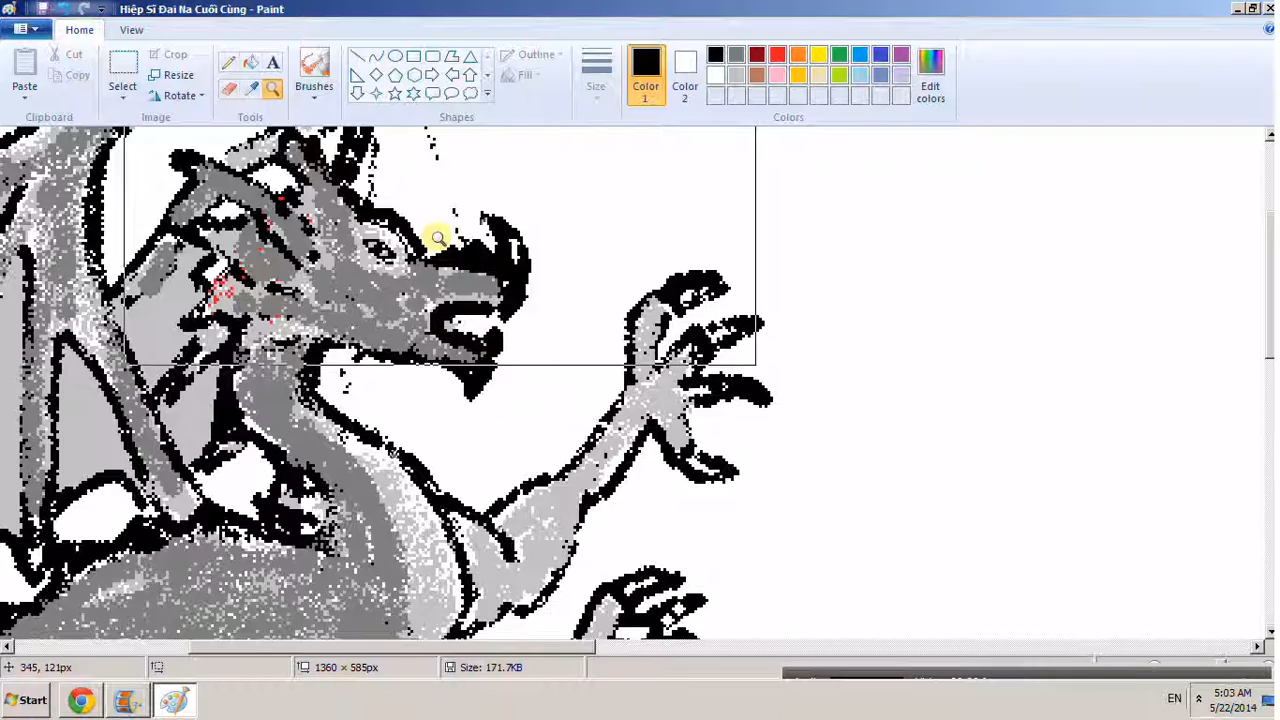 Hiệp Sĩ Đai Na Cuối Cùng - Paint
Home
View
Paste
Cut
Copy
Clipboard
Select
Crop
Resize
Rotate
Image
A
Tools
Brushes
Outline
Fill
Shapes
Size
Color 1
Color 2
Edit colors
Colors
345, 121px
1360 × 585px
Size: 171.7KB
Start
EN
5:03 AM
5/22/2014